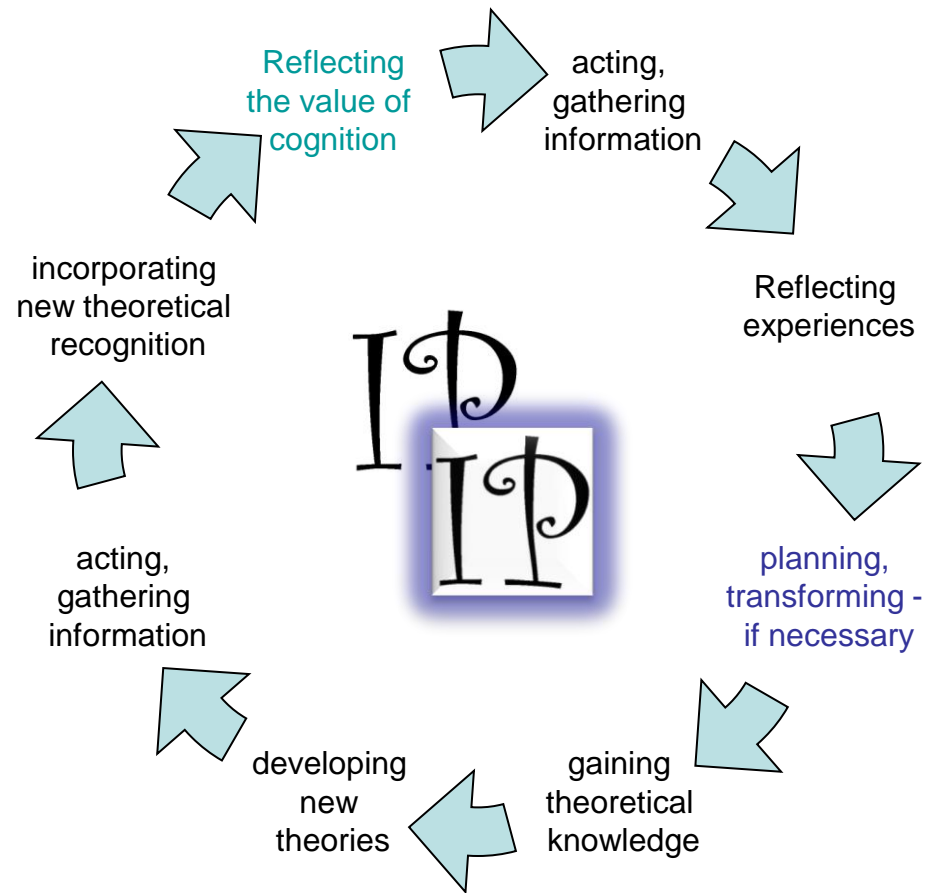 Reflecting
the value of
cognition
acting,
gathering
information
Reflecting
experiences
planning,
transforming -
if necessary
gaining
theoretical
knowledge
developing
new
theories
acting,
gathering
information
incorporating
new theoretical
recognition
IP
IP